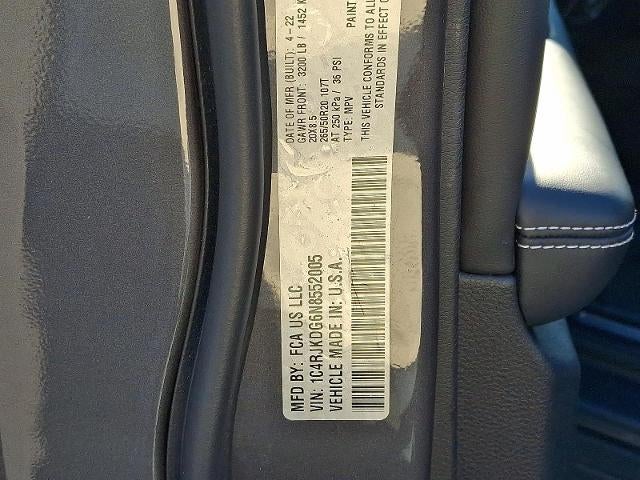 MFD BY: FCA US LLC
DATE OF MFR (BUILT): 4-22
VIN: 1C4RJKDG6N8552005
GAWR FRONT: 3200 LB / 1452 K
VEHICLE MADE IN: U.S.A.
20X8.5
265/50R20 107T
AT 250 kPa / 36 PSI
TYPE: MPV
PAINT
THIS VEHICLE CONFORMS TO ALL
STANDARDS IN EFFECT O